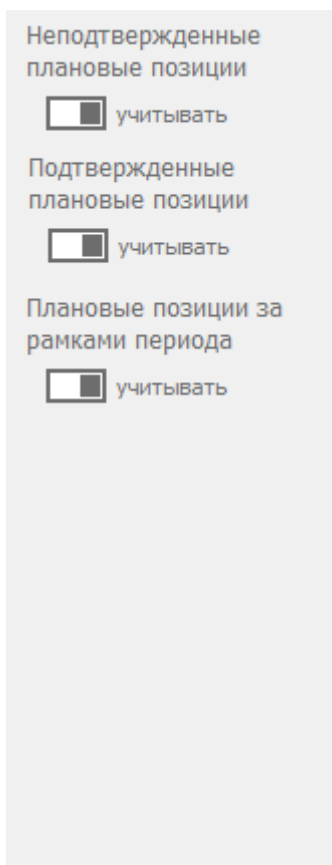 Неподтвержденные
плановые позиции
учитывать
Подтвержденные
плановые позиции
учитывать
Плановые позиции за
рамками периода
учитывать